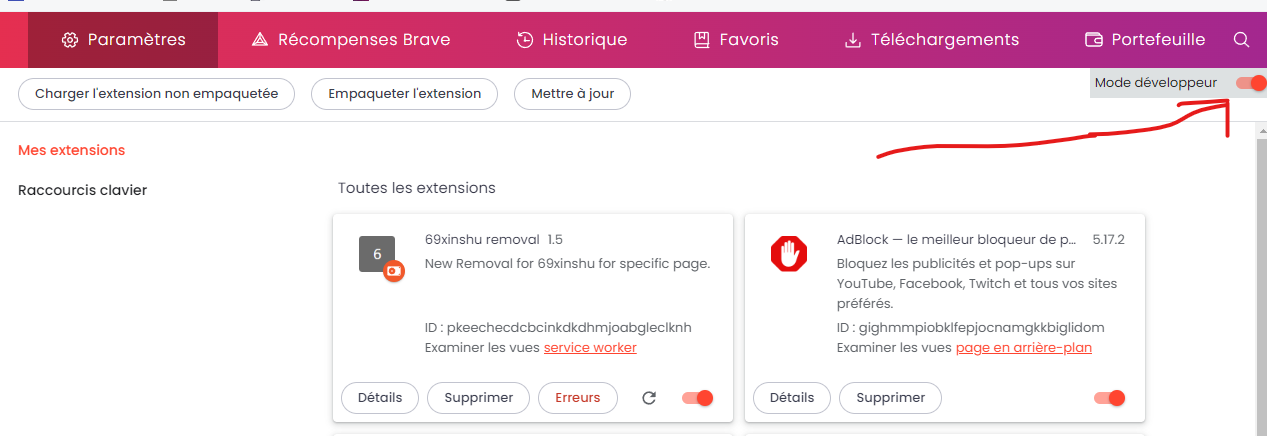 Paramètres Récompenses Brave Historique Favoris Téléchargements Portefeuille
Charger l'extension non empaquetée Empaqueter l'extension Mettre à jour Mode développeur
Mes extensions
Raccourcis clavier
Toutes les extensions
6
69xinshu removal 1.5
New Removal for 69xinshu for specific page.
ID : pkeechecdcbcinkdkdhmjoabgleclknh
Examiner les vues service worker
Détails Supprimer Erreurs
AdBlock — le meilleur bloqueur de p... 5.17.2
Bloquez les publicités et pop-ups sur
YouTube, Facebook, Twitch et tous vos sites
préférés.
ID : gighmmpiobklfepjocnamgkkbiglidom
Examiner les vues page en arrière-plan
Détails Supprimer